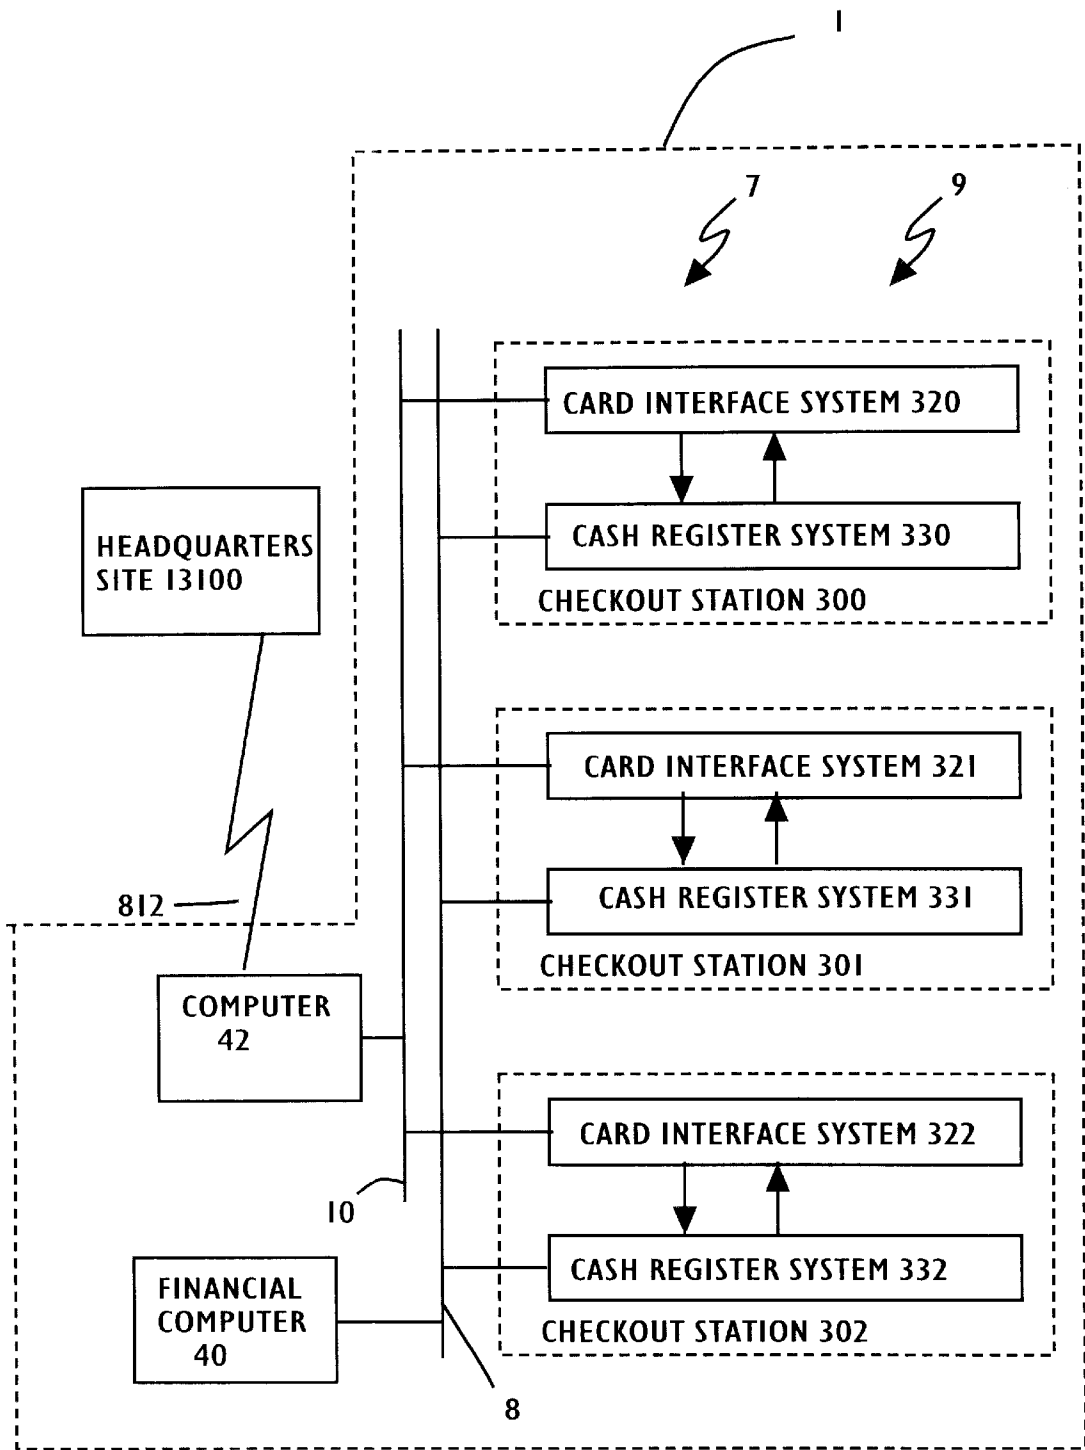 1
7
9
CARD INTERFACE SYSTEM 320
CASH REGISTER SYSTEM 330
CHECKOUT STATION 300
HEADQUARTERS
SITE 13100
CARD INTERFACE SYSTEM 321
CASH REGISTER SYSTEM 331
CHECKOUT STATION 301
812
COMPUTER
42
CARD INTERFACE SYSTEM 322
CASH REGISTER SYSTEM 332
CHECKOUT STATION 302
10
FINANCIAL
COMPUTER
40
8